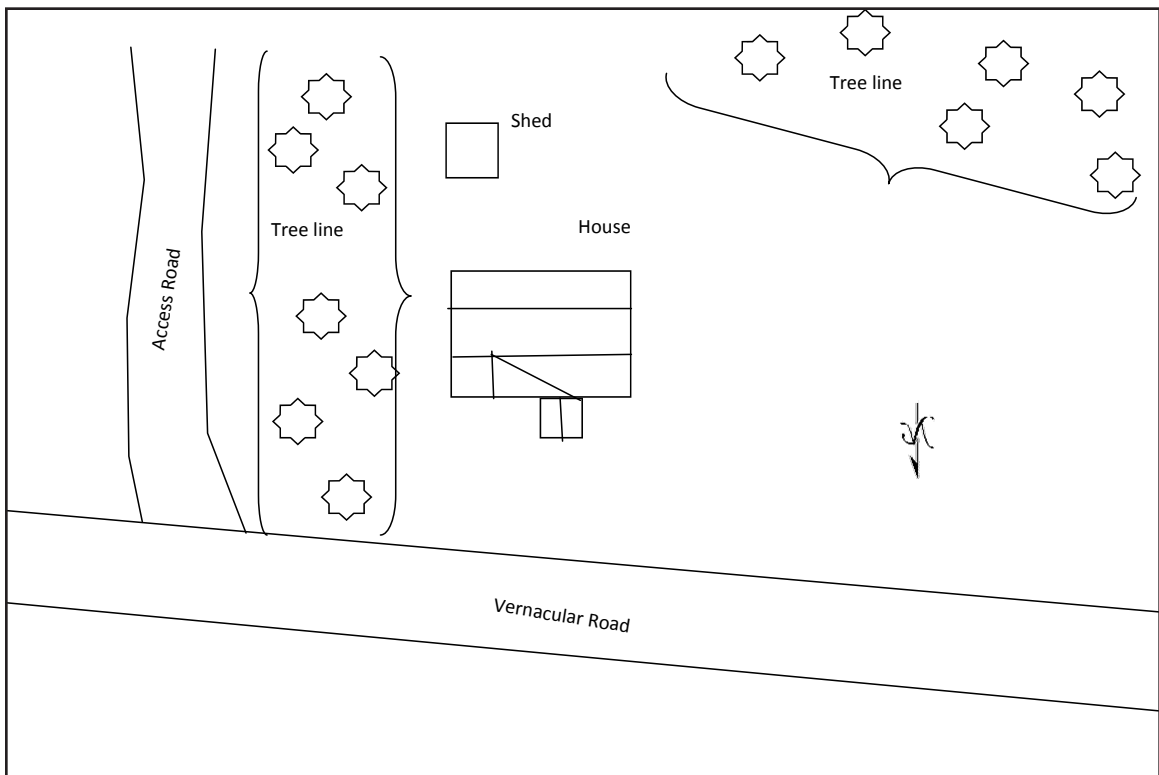 Tree line
Shed
Tree line
House
Access Road
N
Vernacular Road